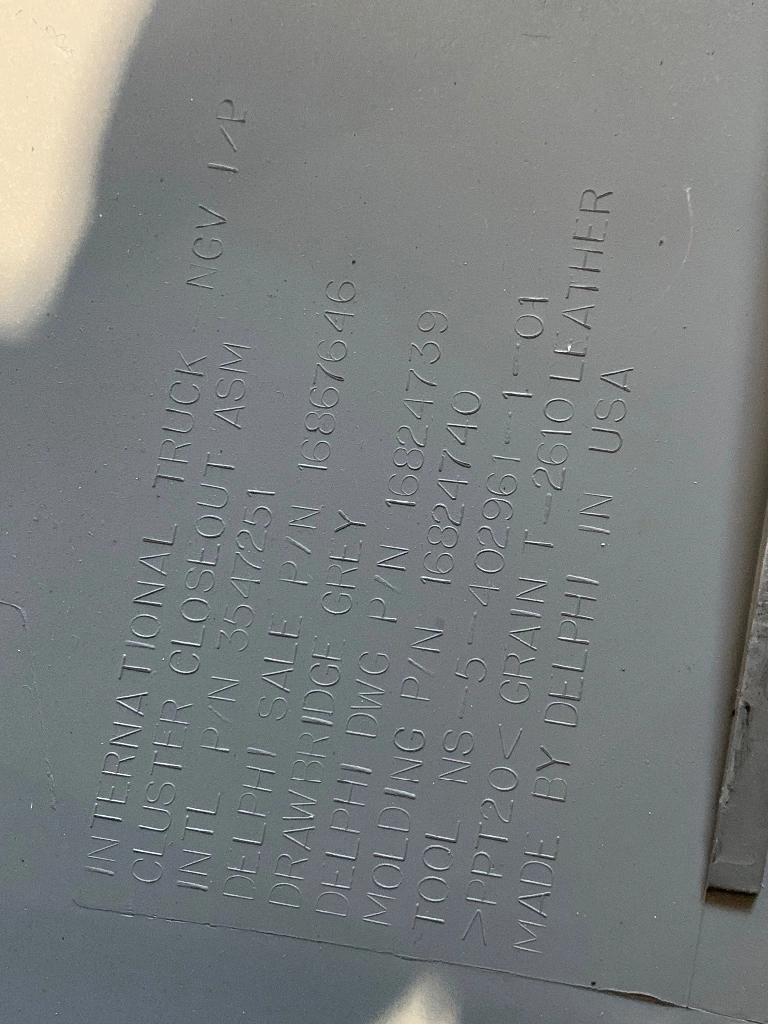 INTERNATIONAL TRUCK NGV I/P
CLUSTER CLOSEOUT ASM
INTL P/N 3547251
DELPHI SALE P/N 16867646
DRAWBRIDGE GREY
DELPHI DWG P/N 16824739
MOLDING P/N 16824740
TOOL NS-5-402961-1-01
>PPT20< GRAIN T-2610 LEATHER
MADE BY DELPHI IN USA